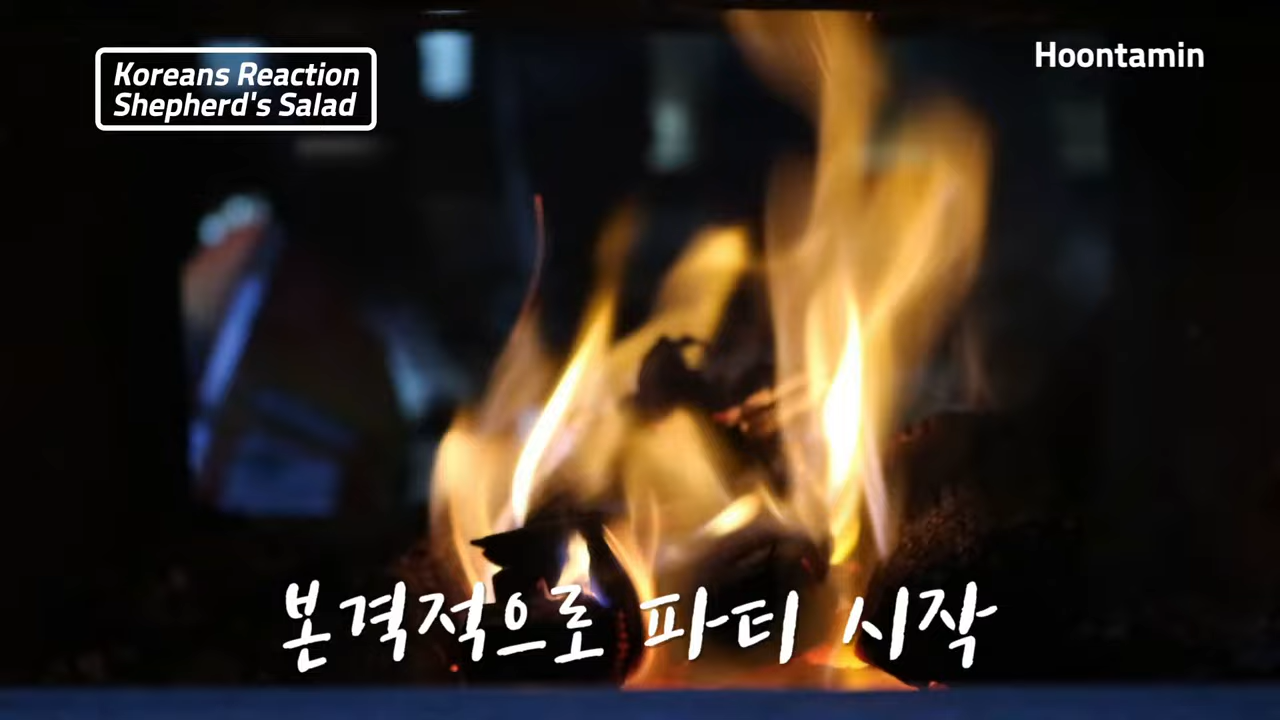 Koreans Reaction
Shepherd's Salad
Hoontamin
본격적으로 파티 시작